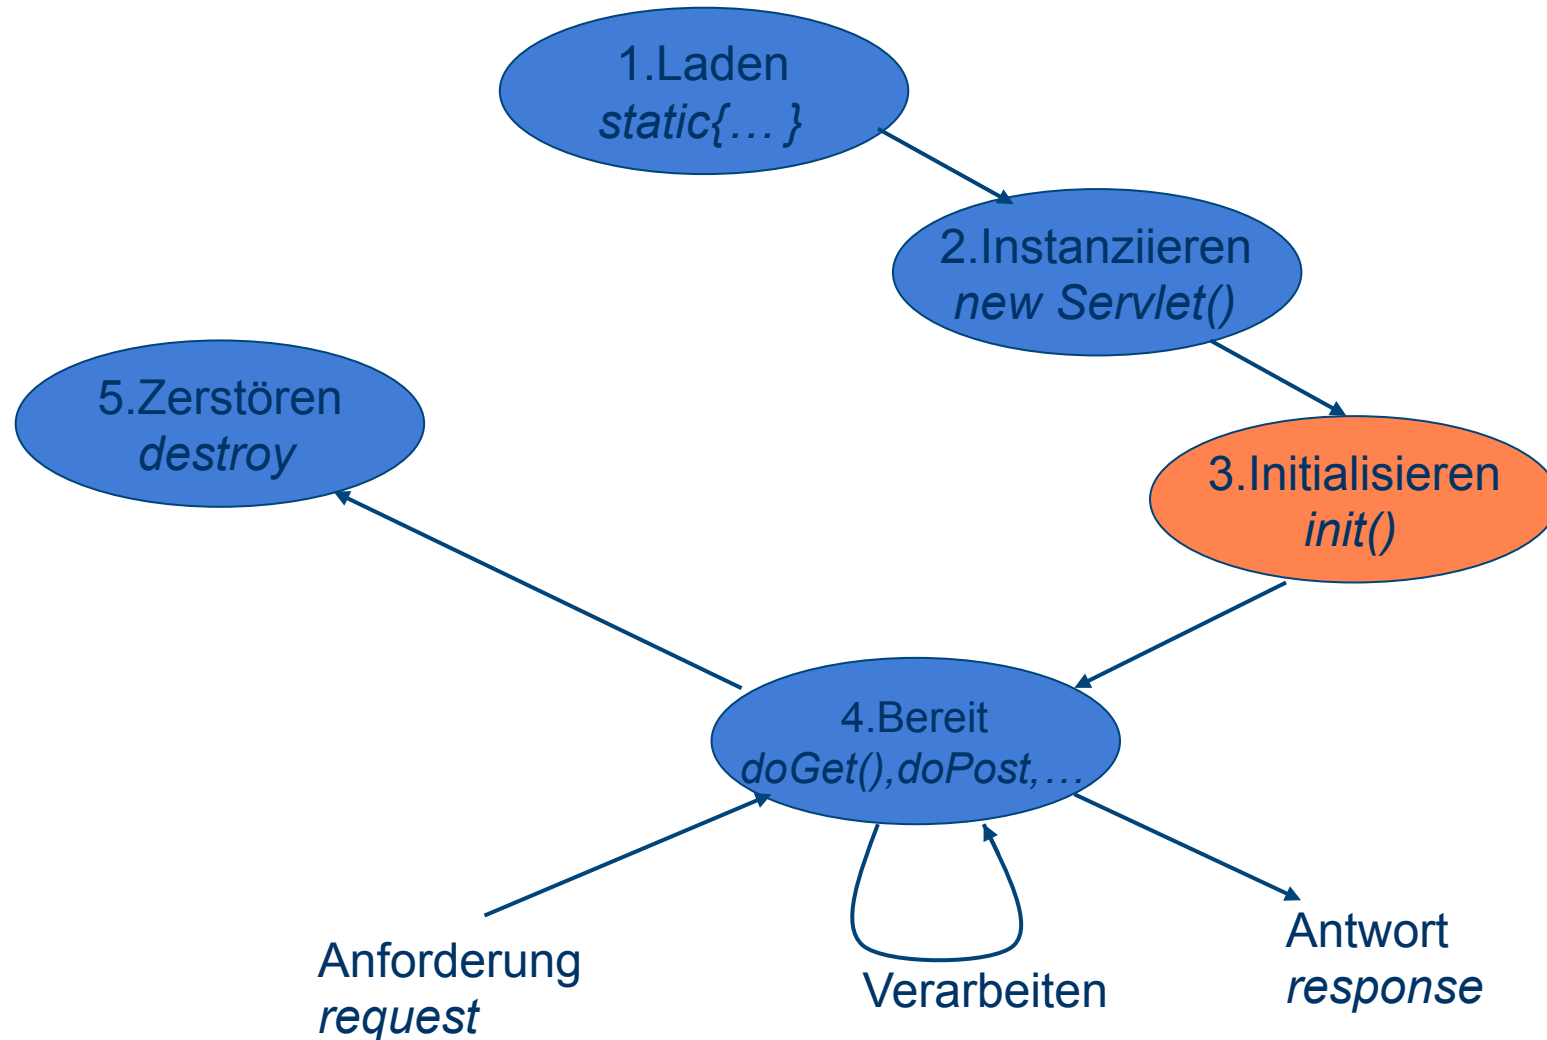 1.Laden
static{… }
2.Instanziieren
new Servlet()
3.Initialisieren
init()
4.Bereit
doGet(),doPost,…
5.Zerstören
destroy
Anforderung
request
Verarbeiten
Antwort
response